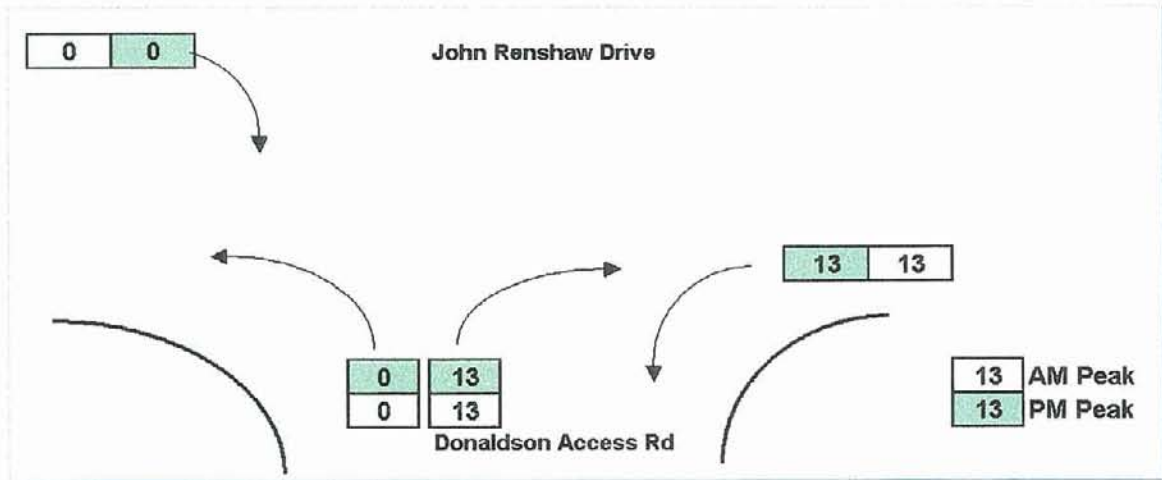 0 0
John Renshaw Drive
13 13
0 13
0 13
13 AM Peak
13 PM Peak
Donaldson Access Rd